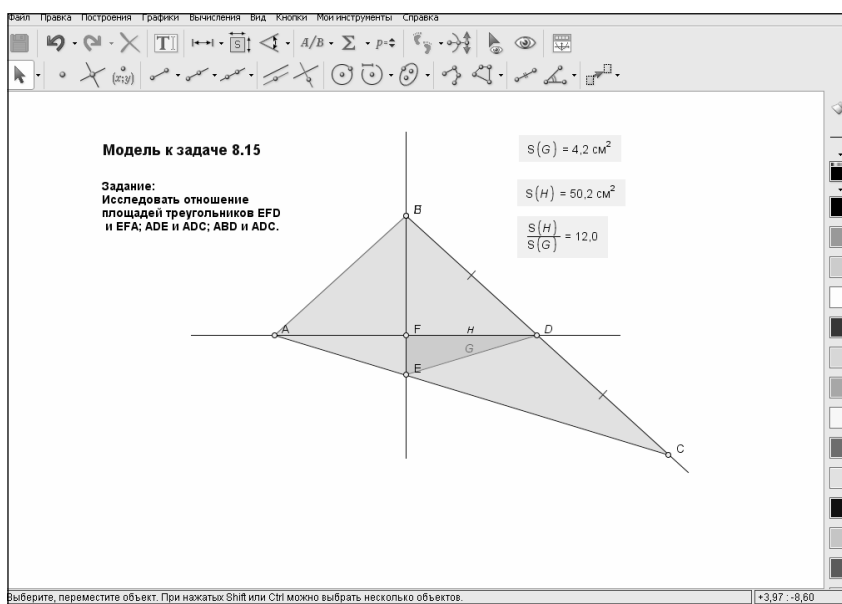 Файл Правка Построения Графики Вычисления Вид Кнопки Мои инструменты Справка
T S A/B Σ p=
(x;y)
Модель к задаче 8.15
Задание:
Исследовать отношение
площадей треугольников EFD
и EFA; ADE и ADC; ABD и ADC.
S(G) = 4,2 см²
S(H) = 50,2 см²
S(H)
S(G) = 12,0
B
A F H D
G
E
C
Выберите, переместите объект. При нажатых Shift или Ctrl можно выбрать несколько объектов. +3,97 : -8,60